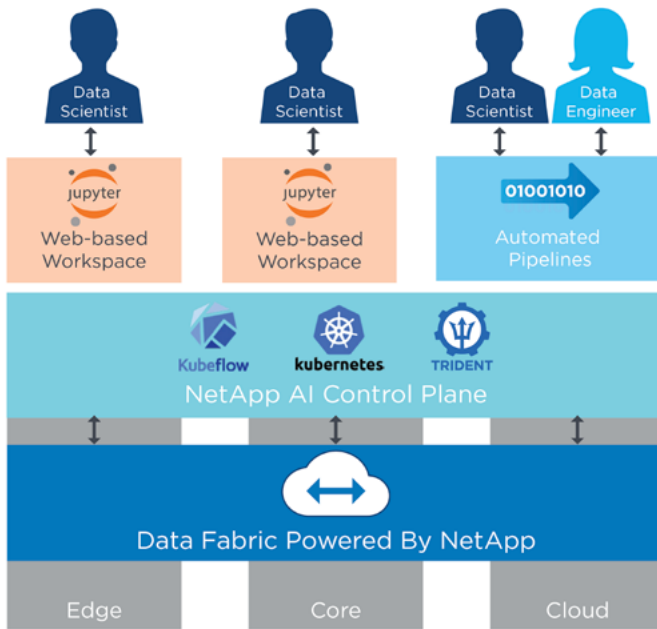 Data
Scientist
Data
Scientist
Data
Scientist
Data
Engineer
jupyter
Web-based
Workspace
jupyter
Web-based
Workspace
01001010
Automated
Pipelines
Kubeflow
kubernetes
TRIDENT
NetApp AI Control Plane
Data Fabric Powered By NetApp
Edge
Core
Cloud